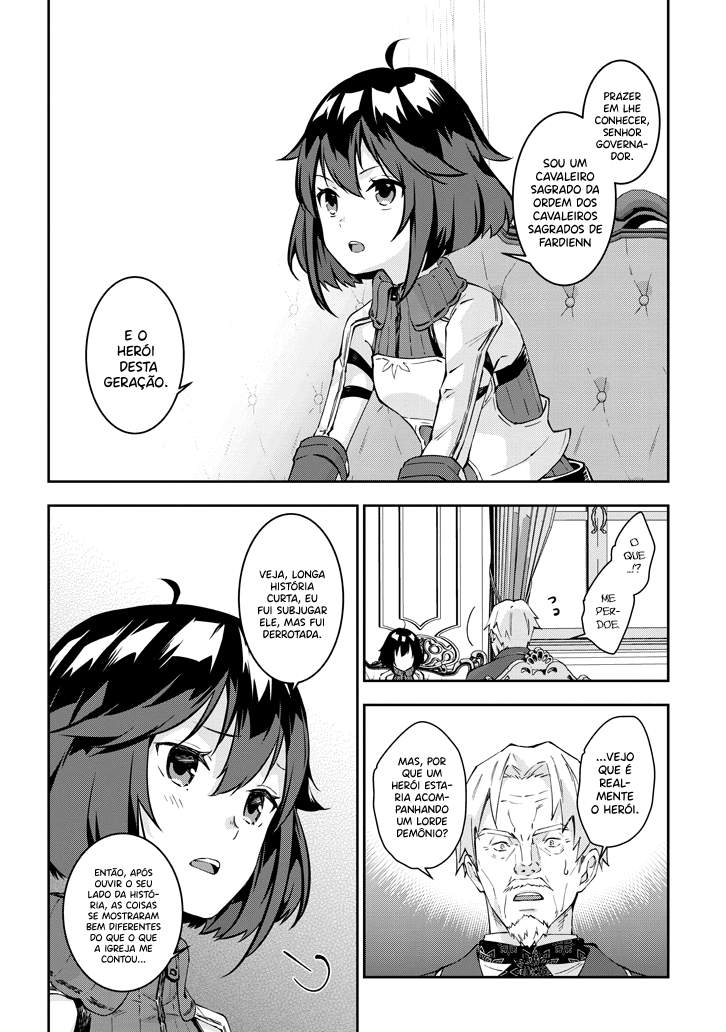 PRAZER
EM LHE
CONHECER,
SENHOR
GOVERNA-
DOR.
SOU UM
CAVALEIRO
SAGRADO DA
ORDEM DOS
CAVALEIROS
SAGRADOS DE
FARDIENN
E O
HERÓI
DESTA
GERAÇÃO.
O
QUE
...!?
ME
PER-
DOE.
...VEJO
QUE É
REAL-
MENTE
O HERÓI.
MAS, POR
QUE UM
HERÓI ESTA-
RIA ACOM-
PANHANDO
UM LORDE
DEMÔNIO?
VEJA, LONGA
HISTÓRIA
CURTA, EU
FUI SUBJUGAR
ELE, MAS FUI
DERROTADA.
ENTÃO, APÓS
OUVIR O SEU
LADO DA HISTÓ-
RIA, AS COISAS
SE MOSTRARAM
BEM DIFERENTES
DO QUE O QUE
A IGREJA ME
CONTOU...